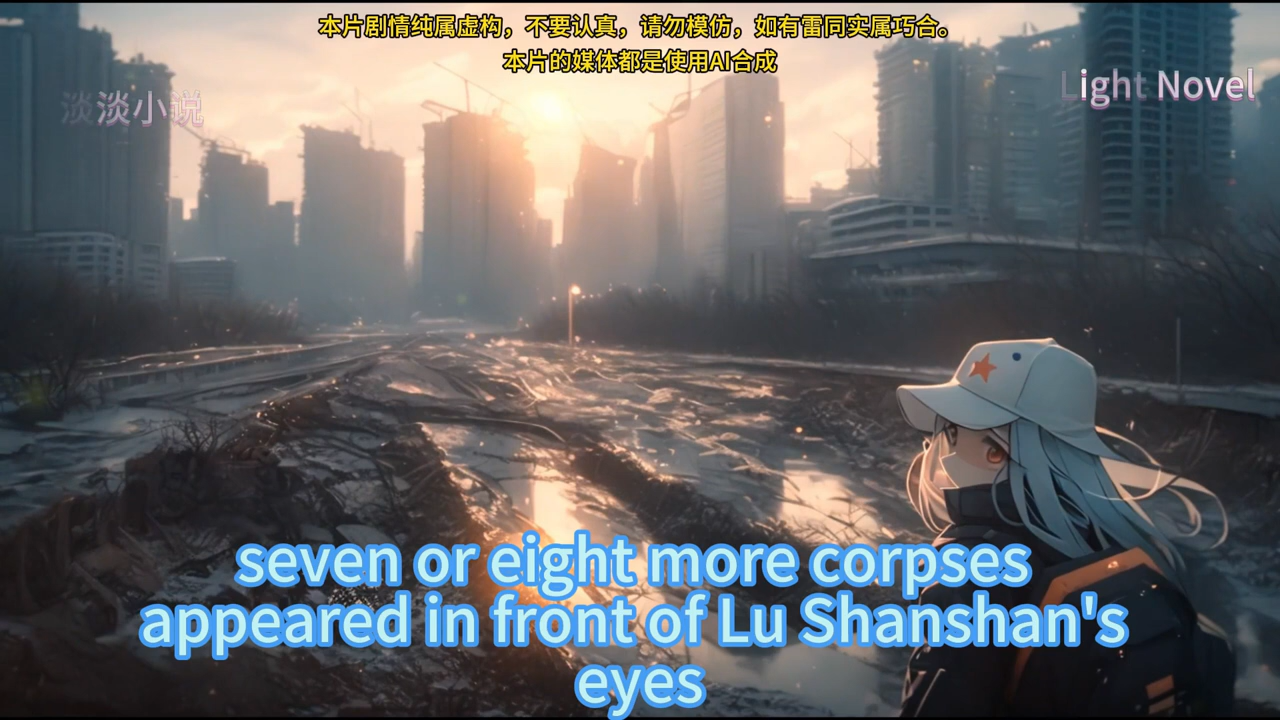 本片剧情纯属虚构，不要认真，请勿模仿，如有雷同实属巧合。
本片的媒体都是使用AI合成
淡淡小说
Light Novel
seven or eight more corpses
appeared in front of Lu Shanshan's
eyes